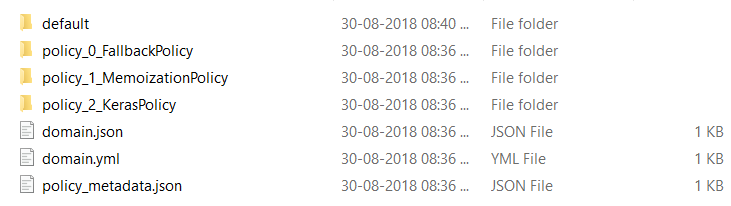 default 30-08-2018 08:40 ... File folder
policy_0_FallbackPolicy 30-08-2018 08:36 ... File folder
policy_1_MemoizationPolicy 30-08-2018 08:36 ... File folder
policy_2_KerasPolicy 30-08-2018 08:36 ... File folder
domain.json 30-08-2018 08:36 ... JSON File 1 KB
domain.yml 30-08-2018 08:36 ... YML File 1 KB
policy_metadata.json 30-08-2018 08:36 ... JSON File 1 KB